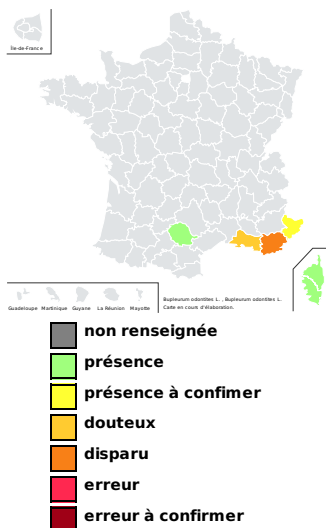 Île-de-France
Guadeloupe Martinique Guyane La Réunion Mayotte
Bupleurum odontites L. , Bupleurum odontites L.
Carte en cours d'élaboration.
non renseignée
présence
présence à confimer
douteux
disparu
erreur
erreur à confirmer